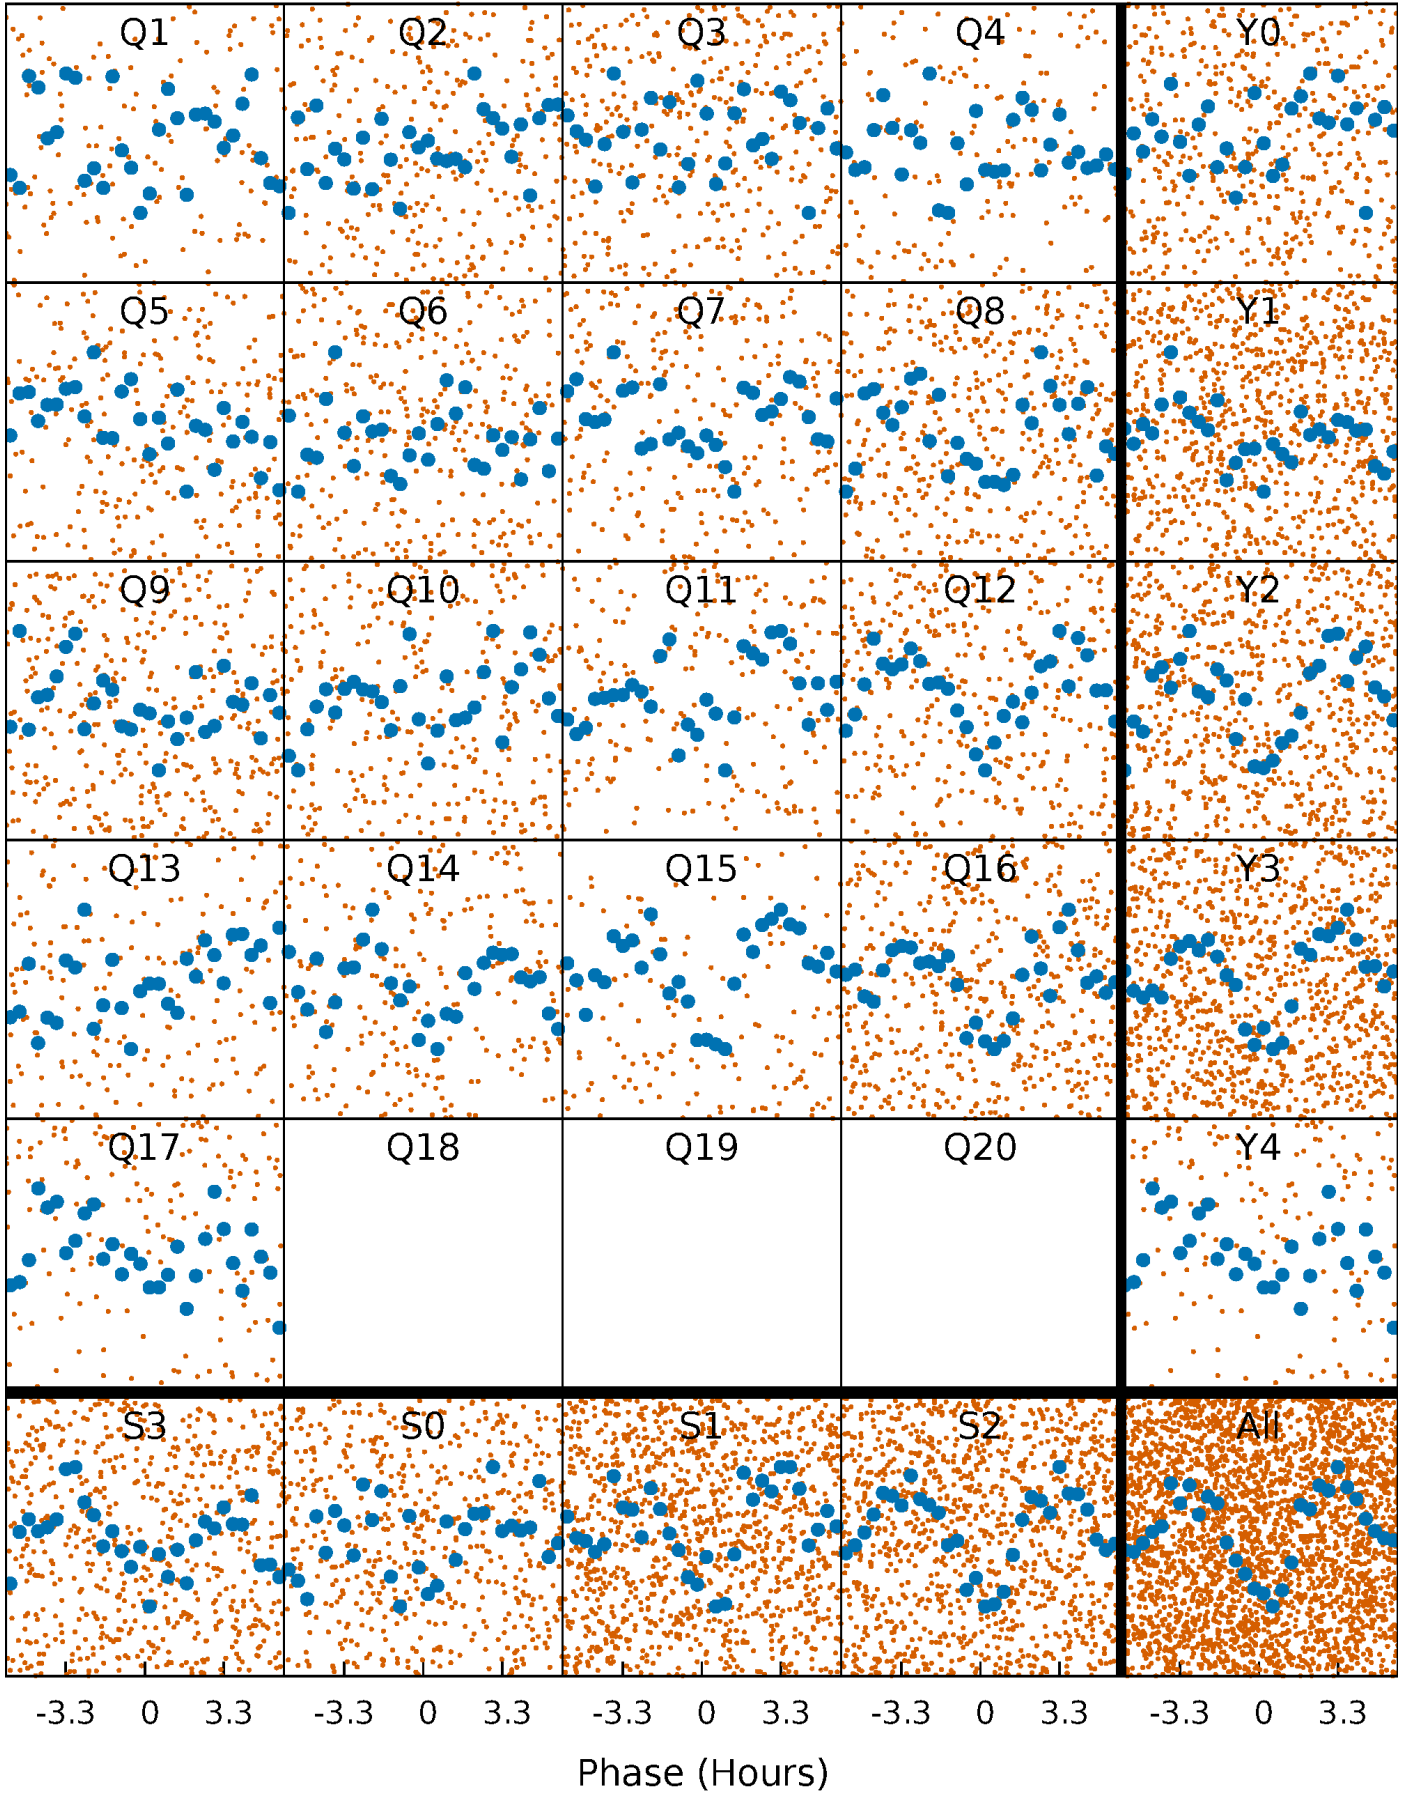 Q1 Q2 Q3 Q4 Y0
Q5 Q6 Q7 Q8 Y1
Q9 Q10 Q11 Q12 Y2
Q13 Q14 Q15 Q16 Y3
Q17 Q18 Q19 Q20 Y4
S3 S0 S1 S2 All
-3.3 0 3.3 -3.3 0 3.3 -3.3 0 3.3 -3.3 0 3.3 -3.3 0 3.3
Phase (Hours)